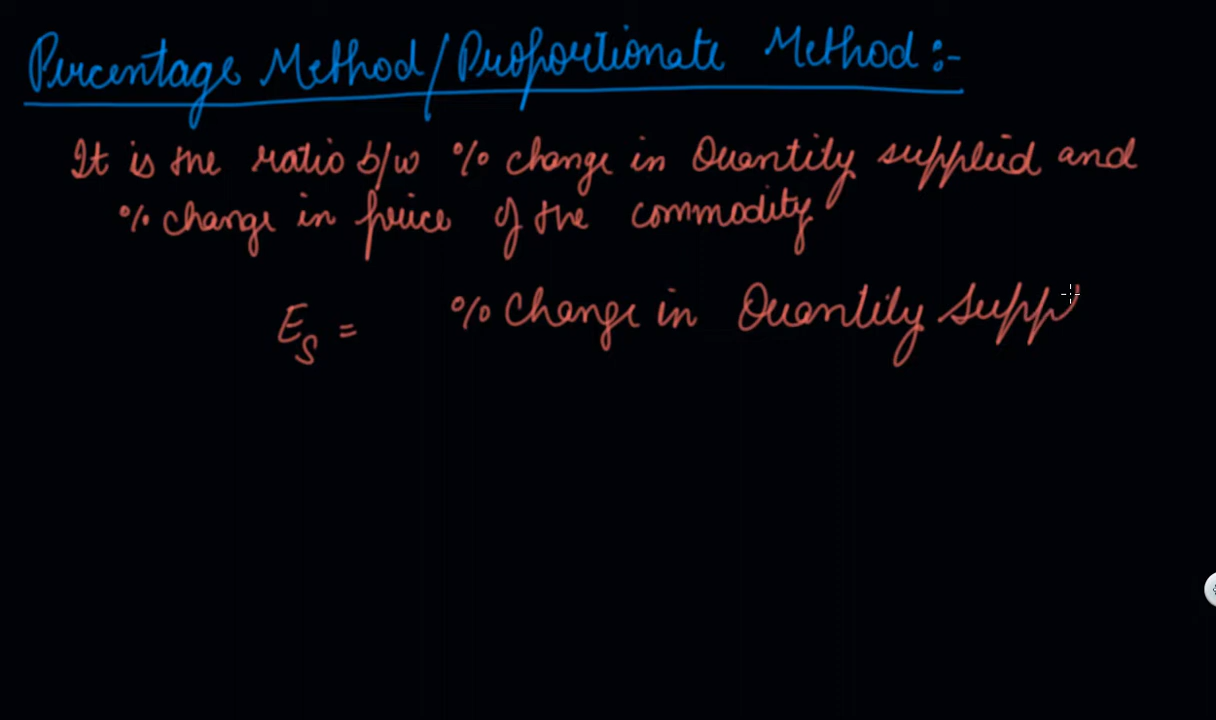 Percentage Method/Proportionate Method:-
It is the ratio b/w % change in Quantity supplied and
% change in price of the commodity
Es = % Change in Quantity Supp